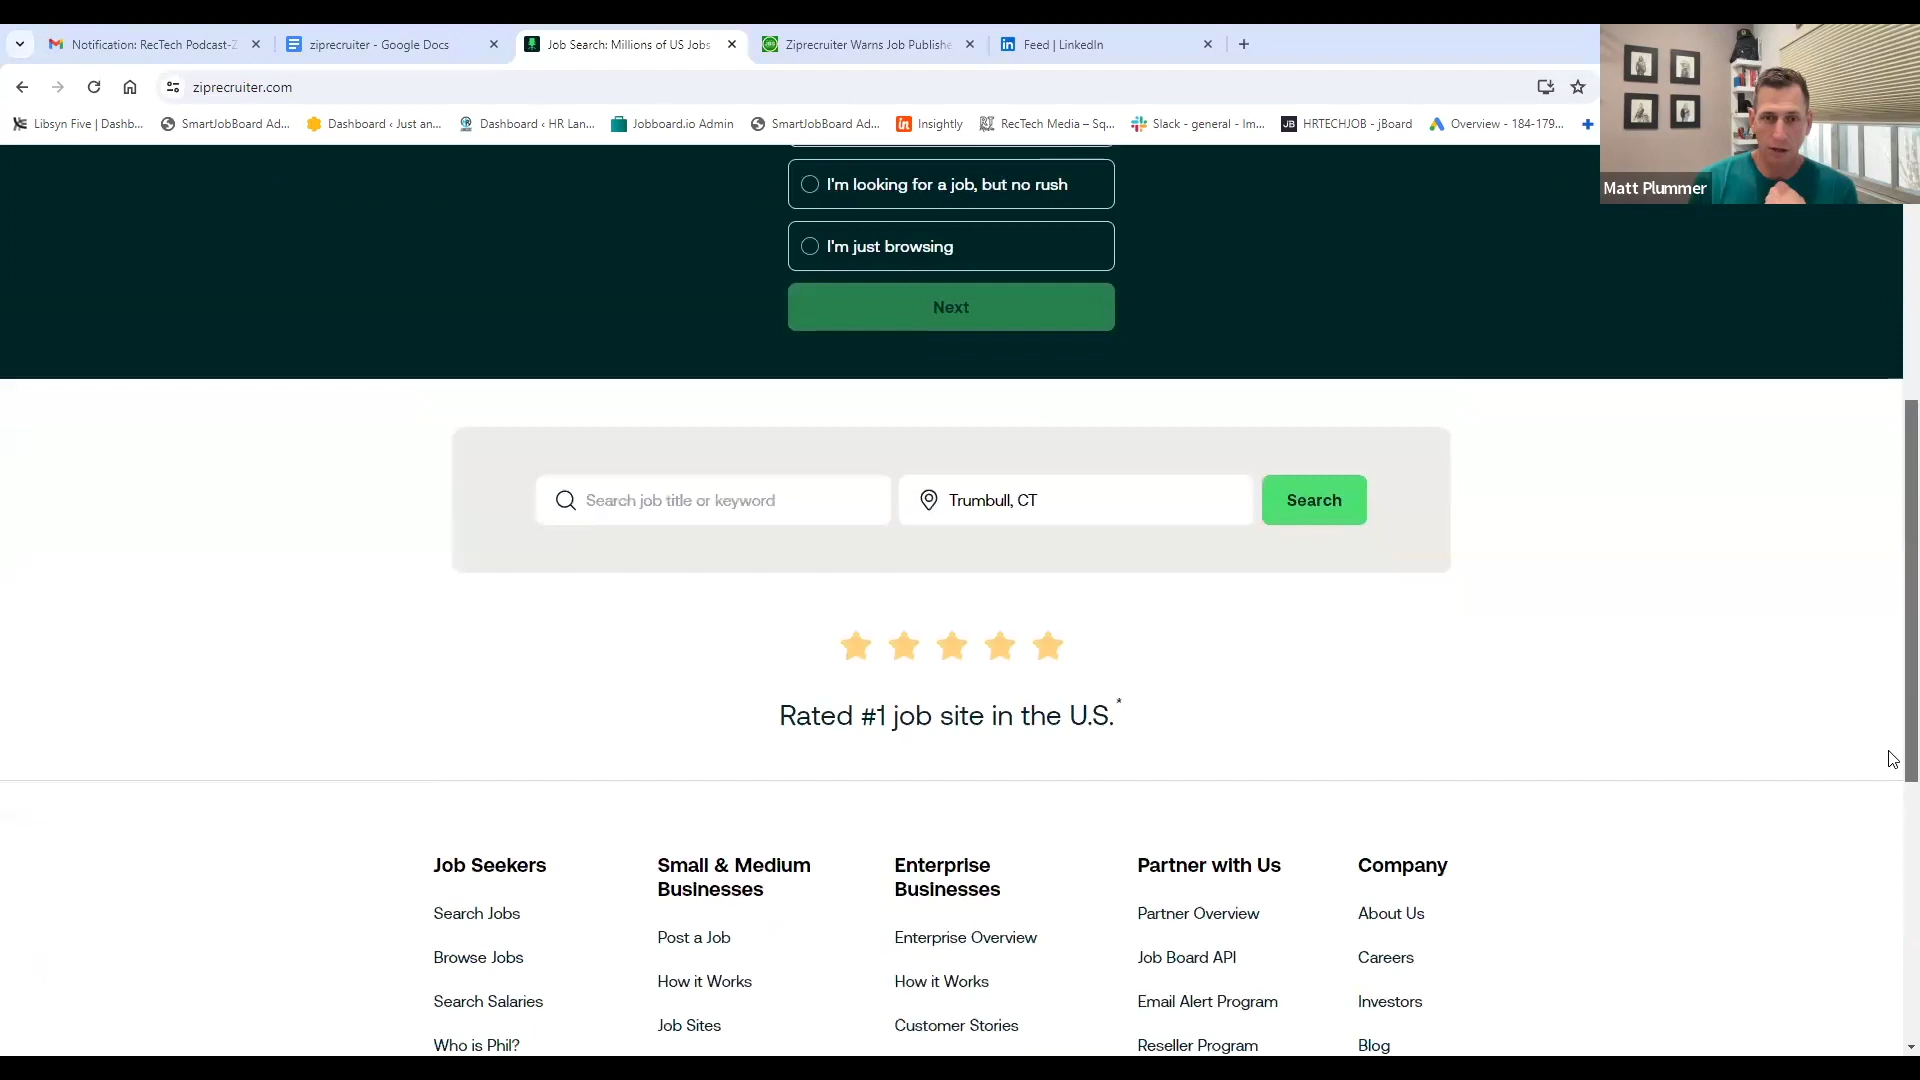 Notification: RecTech Podcast-Z
ziprecruiter - Google Docs
Job Search: Millions of US Jobs
Ziprecruiter Warns Job Publishe
Feed | LinkedIn
ziprecruiter.com
Libsyn Five | Dashb...
SmartJobBoard Ad...
Dashboard ‹ Just an...
Dashboard ‹ HR Lan...
Jobboard.io Admin
SmartJobBoard Ad...
Insightly
RecTech Media – Sq...
Slack - general - Im...
HRTECHJOB - jBoard
Overview - 184-179...
Matt Plummer
I'm looking for a job, but no rush
I'm just browsing
Next
Search job title or keyword
Trumbull, CT
Search
Rated #1 job site in the U.S.*
Job Seekers
Search Jobs
Browse Jobs
Search Salaries
Who is Phil?
Small & Medium
Businesses
Post a Job
How it Works
Job Sites
Enterprise
Businesses
Enterprise Overview
How it Works
Customer Stories
Partner with Us
Partner Overview
Job Board API
Email Alert Program
Reseller Program
Company
About Us
Careers
Investors
Blog